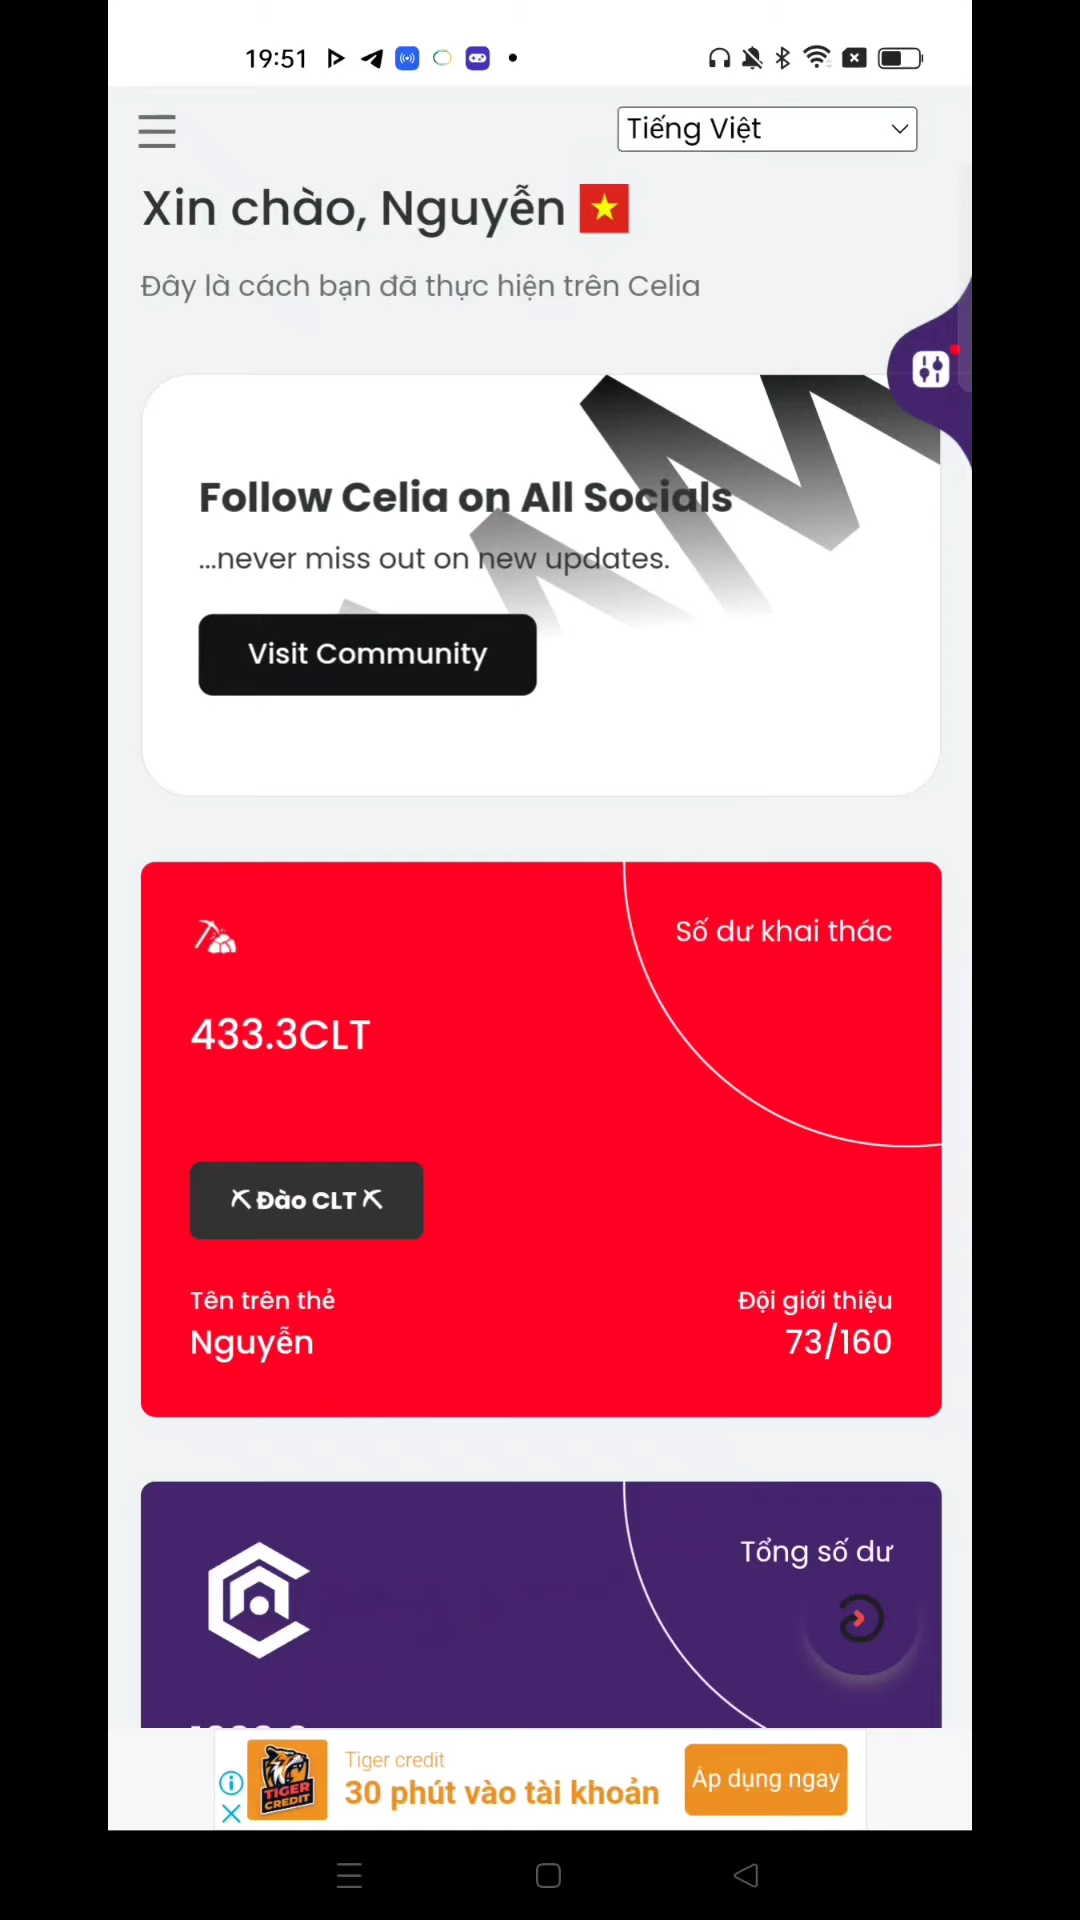 19:51
Tiếng Việt
Xin chào, Nguyễn
Đây là cách bạn đã thực hiện trên Celia
Follow Celia on All Socials
...never miss out on new updates.
Visit Community
Số dư khai thác
433.3CLT
Đào CLT
Tên trên thẻ
Đội giới thiệu
Nguyễn
73/160
Tổng số dư
Tiger credit
30 phút vào tài khoản
Áp dụng ngay
TIGER
CREDIT